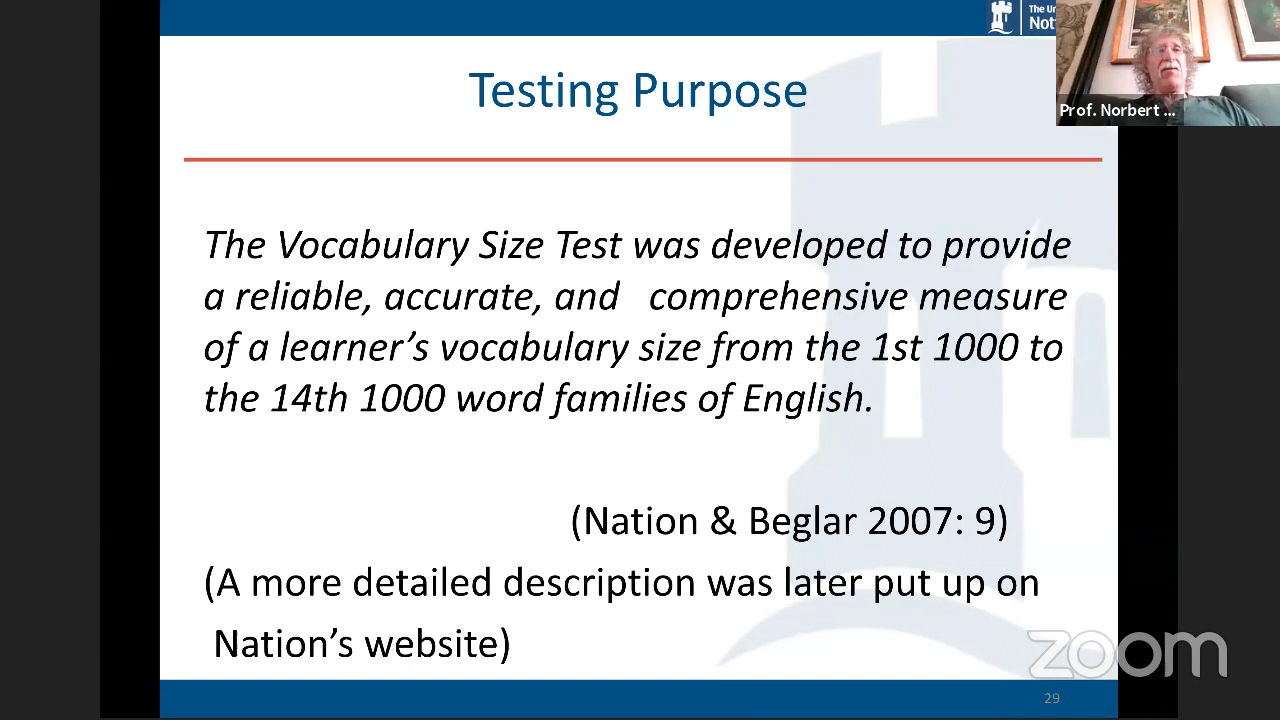 The Un
Nott
Testing Purpose
Prof. Norbert ...
The Vocabulary Size Test was developed to provide
a reliable, accurate, and comprehensive measure
of a learner’s vocabulary size from the 1st 1000 to
the 14th 1000 word families of English.
(Nation & Beglar 2007: 9)
(A more detailed description was later put up on
Nation’s website)
zoom
29